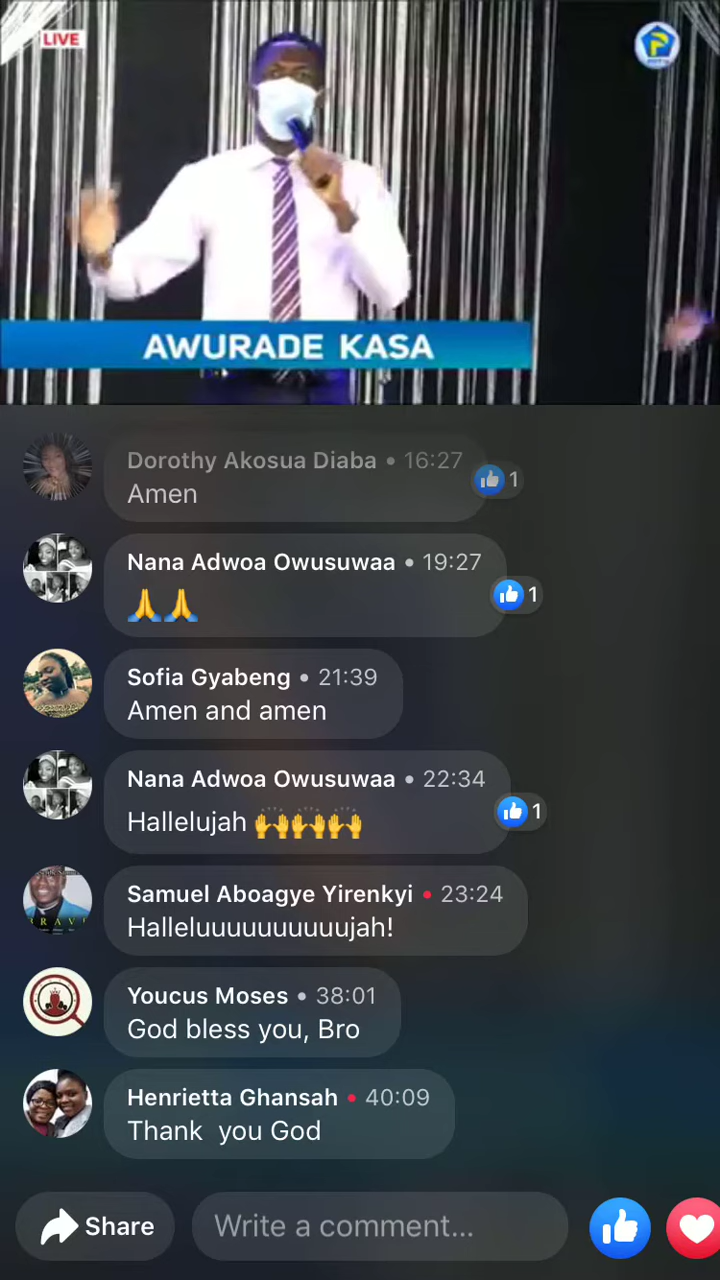 LIVE
AWURADE KASA
Dorothy Akosua Diaba • 16:27
Amen
1
Nana Adwoa Owusuwaa • 19:27
🙏🙏
1
Sofia Gyabeng • 21:39
Amen and amen
Nana Adwoa Owusuwaa • 22:34
Hallelujah 🙌🙌🙌
1
Samuel Aboagye Yirenkyi • 23:24
Halleluuuuuuuuuujah!
Youcus Moses • 38:01
God bless you, Bro
Henrietta Ghansah • 40:09
Thank  you God
Share
Write a comment...